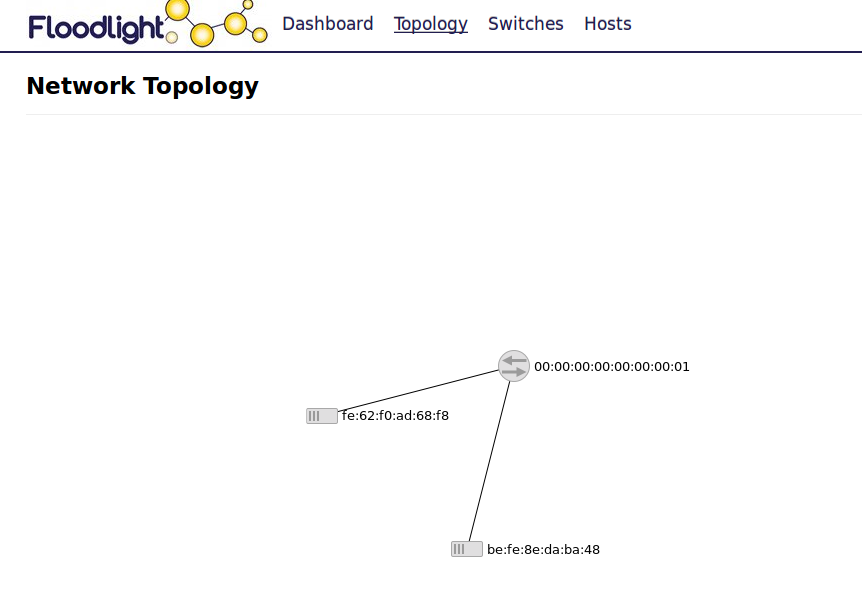 Floodlight Dashboard Topology Switches Hosts
Network Topology
00:00:00:00:00:00:00:01
fe:62:f0:ad:68:f8
be:fe:8e:da:ba:48